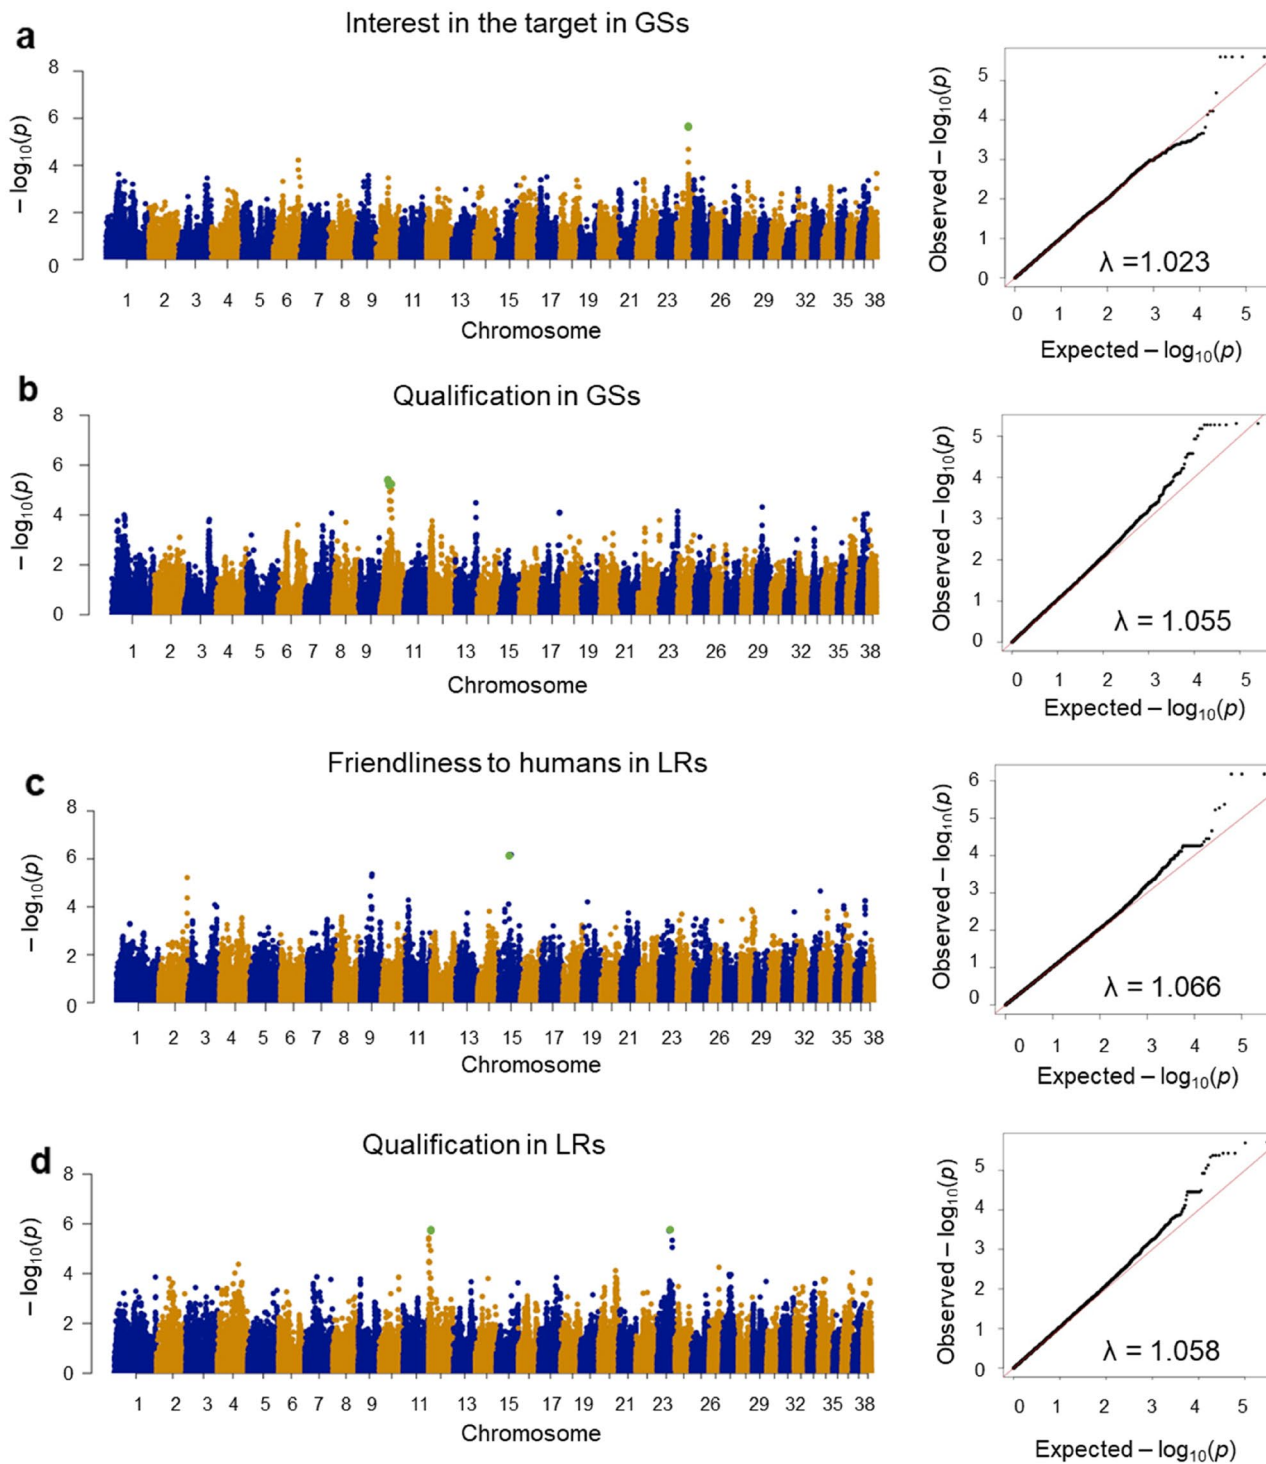 a
Interest in the target in GSs
8
6
4
2
0
– log10(p)
1 2 3 4 5 6 7 8 9 10 11 13 15 17 19 21 23 26 29 32 35 38
Chromosome
Observed – log10(p)
5
4
3
2
1
0
λ =1.023
0 1 2 3 4 5
Expected – log10(p)
b
Qualification in GSs
8
6
4
2
0
– log10(p)
1 2 3 4 5 6 7 8 9 11 13 15 17 19 21 23 26 29 32 35 38
Chromosome
Observed – log10(p)
5
4
3
2
1
0
λ = 1.055
0 1 2 3 4 5
Expected – log10(p)
c
Friendliness to humans in LRs
8
6
4
2
0
– log10(p)
1 2 3 4 5 6 7 8 9 11 13 15 17 19 21 23 26 29 32 35 38
Chromosome
Observed – log10(p)
6
5
4
3
2
1
0
λ = 1.066
0 1 2 3 4 5
Expected – log10(p)
d
Qualification in LRs
8
6
4
2
0
– log10(p)
1 2 4 5 6 7 8 9 11 13 15 17 19 21 23 26 29 32 35 38
Chromosome
Observed – log10(p)
5
4
3
2
1
0
λ = 1.058
0 1 2 3 4 5
Expected – log10(p)